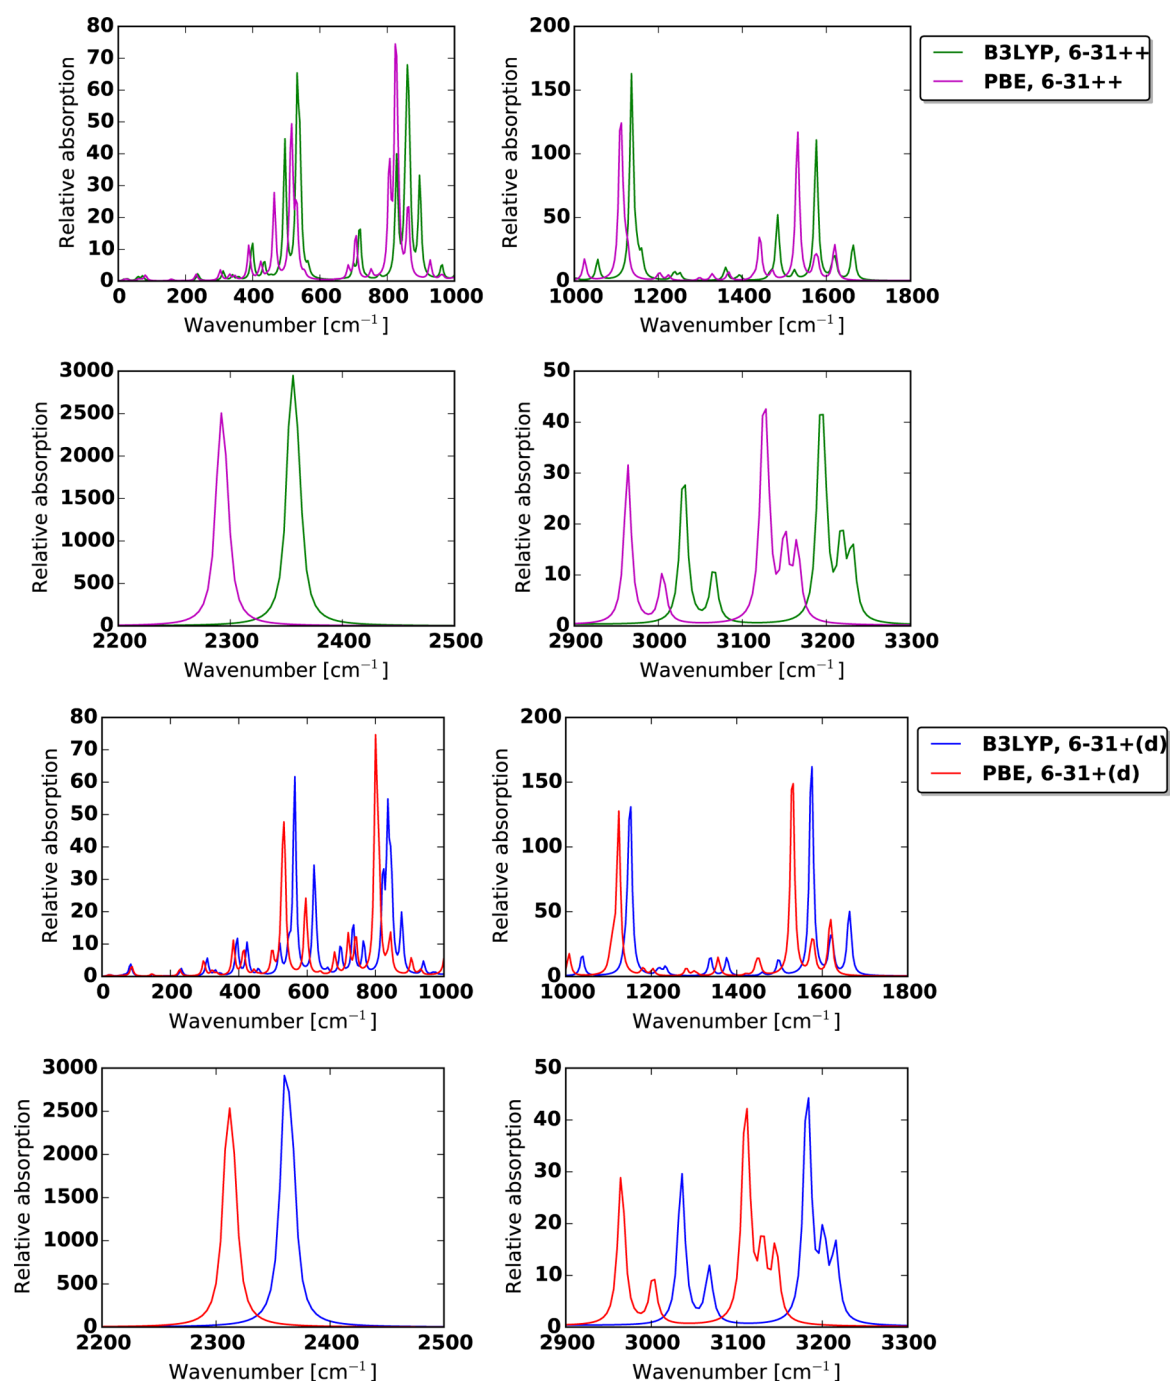 80
70
60
50
40
30
20
10
0
Relative absorption
0 200 400 600 800 1000
Wavenumber [cm⁻¹]
200
150
100
50
0
Relative absorption
1000 1200 1400 1600 1800
Wavenumber [cm⁻¹]
B3LYP, 6-31++
PBE, 6-31++
3000
2500
2000
1500
1000
500
0
Relative absorption
2200 2300 2400 2500
Wavenumber [cm⁻¹]
50
40
30
20
10
0
Relative absorption
2900 3000 3100 3200 3300
Wavenumber [cm⁻¹]
80
70
60
50
40
30
20
10
0
Relative absorption
0 200 400 600 800 1000
Wavenumber [cm⁻¹]
200
150
100
50
0
Relative absorption
1000 1200 1400 1600 1800
Wavenumber [cm⁻¹]
B3LYP, 6-31+(d)
PBE, 6-31+(d)
3000
2500
2000
1500
1000
500
0
Relative absorption
2200 2300 2400 2500
Wavenumber [cm⁻¹]
50
40
30
20
10
0
Relative absorption
2900 3000 3100 3200 3300
Wavenumber [cm⁻¹]